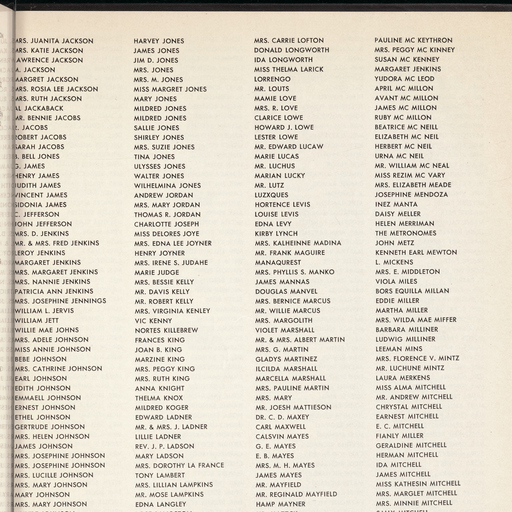 MRS. JUANITA JACKSON
MRS. KATIE JACKSON
LAWRENCE JACKSON
M. JACKSON
MARGRET JACKSON
MRS. ROSIA LEE JACKSON
MRS. RUTH JACKSON
AL JACKABACK
MR. BENNIE JACOBS
JACOBS
ROBERT JACOBS
SARAH JACOBS
B. BELL JONES
G. JAMES
HENRY JAMES
JUDITH JAMES
VINCENT JAMES
SIDONIA JAMES
C. JEFFERSON
JOHN JEFFERSON
MRS. D. JENKINS
MR. & MRS. FRED JENKINS
LEROY JENKINS
MARGARET JENKINS
MRS. MARGARET JENKINS
MRS. NANNIE JENKINS
PATRICIA ANN JENKINS
MRS. JOSEPHINE JENNINGS
WILLIAM L. JERVIS
WILLIAM JETT
WILLIE MAE JOHNS
MRS. ADELE JOHNSON
MISS ANNIE JOHNSON
BEBE JOHNSON
MRS. CATHRINE JOHNSON
EARL JOHNSON
EDITH JOHNSON
EMMAELL JOHNSON
ERNEST JOHNSON
ETHEL JOHNSON
GERTRUDE JOHNSON
MRS. HELEN JOHNSON
JAMES JOHNSON
MRS. JOSEPHINE JOHNSON
MRS. JOSEPHINE JOHNSON
MRS. LUCILLE JOHNSON
MRS. MARY JOHNSON
MARY JOHNSON
MRS. MARY JOHNSON
HARVEY JONES
JAMES JONES
JIM D. JONES
MRS. JONES
MRS. M. JONES
MISS MARGRET JONES
MARY JONES
MILDRED JONES
MILDRED JONES
SALLIE JONES
SHIRLEY JONES
MRS. SUZIE JONES
TINA JONES
ULYSSES JONES
WALTER JONES
WILHELMINA JONES
ANDREW JORDAN
MRS. MARY JORDAN
THOMAS R. JORDAN
CHARLOTTE JOSEPH
MISS DELORES JOYE
MRS. EDNA LEE JOYNER
HENRY JOYNER
MRS. IRENE S. JUDAHE
MARIE JUDGE
MRS. BESSIE KELLY
MR. DAVIS KELLY
MR. ROBERT KELLY
MRS. VIRGINIA KENLEY
VIC KENNY
NORTES KILLEBREW
FRANCES KING
JOAN B. KING
MARZINE KING
MRS. PEGGY KING
MRS. RUTH KING
ANNA KNIGHT
THELMA KNOX
MILDRED KOGER
EDWARD LADNER
MR. & MRS. J. LADNER
LILLIE LADNER
REV. J. P. LADSON
MARY LADSON
MRS. DOROTHY LA FRANCE
TONY LAMBERT
MRS. LILLIAN LAMPKINS
MR. MOSE LAMPKINS
EDNA LANGLEY
MRS. CARRIE LOFTON
DONALD LONGWORTH
IDA LONGWORTH
MISS THELMA LARICK
LORRENGO
MR. LOUTS
MAMIE LOVE
MRS. R. LOVE
CLARICE LOWE
HOWARD J. LOWE
LESTER LOWE
MR. EDWARD LUCAW
MARIE LUCAS
MR. LUCHUS
MARIAN LUCKY
MR. LUTZ
LUZXQUES
HORTENCE LEVIS
LOUISE LEVIS
EDNA LEVY
KIRBY LYNCH
MRS. KALHEINNE MADINA
MR. FRANK MAGUIRE
MANAQUREST
MRS. PHYLLIS S. MANKO
JAMES MANNAS
DOUGLAS MANVEL
MRS. BERNICE MARCUS
MR. WILLIE MARCUS
MRS. MARGOLITH
VIOLET MARSHALL
MR. & MRS. ALBERT MARTIN
MRS. G. MARTIN
GLADYS MARTINEZ
ILCILDA MARSHALL
MARCELLA MARSHALL
MRS. PAULINE MARTIN
MRS. MARY
MR. JOESH MATTIESON
DR. C. D. MAXEY
CARL MAXWELL
CALSVIN MAYES
G. E. MAYES
E. B. MAYES
MRS. M. H. MAYES
JAMES MAYES
MR. MAYFIELD
MR. REGINALD MAYFIELD
HAMP MAYNER
PAULINE MC KEYTHRON
MRS. PEGGY MC KINNEY
SUSAN MC KENNEY
MARGARET JENKINS
YUDORA MC LEOD
APRIL MC MILLON
AVANT MC MILLON
JAMES MC MILLON
RUBY MC MILLON
BEATRICE MC NEILL
ELIZABETH MC NEIL
HERBERT MC NEIL
URNA MC NEIL
MR. WILLIAM MC NEAL
MISS REZIM MC VARY
MRS. ELIZABETH MEADE
JOSEPHINE MENDOZA
INEZ MANTA
DAISY MELLER
HELEN MERRIMAN
THE METRONOMES
JOHN METZ
KENNETH EARL MEWTON
L. MICKENS
MRS. E. MIDDLETON
VIOLA MILES
BORS EQUILLA MILLAN
EDDIE MILLER
MARTHA MILLER
MRS. WILDA MAE MIFFER
BARBARA MILLINER
LUDWIG MILLINER
LEEMAN MINS
MRS. FLORENCE V. MINTZ
MR. LUCHUNE MINTZ
LAURA MERKENS
MISS ALMA MITCHELL
MR. ANDREW MITCHELL
CHRYSTAL MITCHELL
EARNEST MITCHELL
E. C. MITCHELL
FIANLY MILLER
GERALDINE MITCHELL
HERMAN MITCHELL
IDA MITCHELL
JAMES MITCHELL
MISS KATHESIN MITCHELL
MRS. MARGLET MITCHELL
MRS. MINNIE MITCHELL